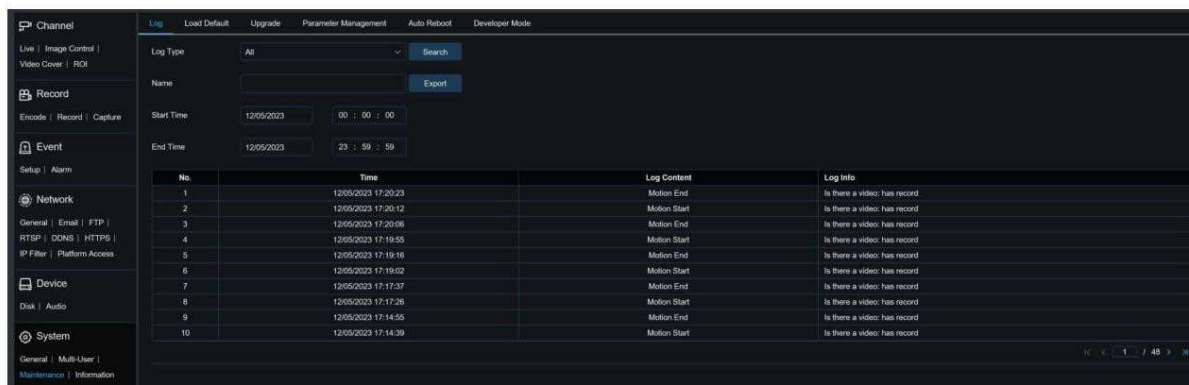 Channel
Live | Image Control |
Video Cover | ROI
Record
Encode | Record | Capture
Event
Setup | Alarm
Network
General | Email | FTP |
RTSP | DDNS | HTTPS |
IP Filter | Platform Access
Device
Disk | Audio
System
General | Multi-User |
Maintenance | Information
Log Load Default Upgrade Parameter Management Auto Reboot Developer Mode
Log Type All Search
Name Export
Start Time 12/05/2023 00 : 00 : 00
End Time 12/05/2023 23 : 59 : 59
No. Time Log Content Log Info
1 12/05/2023 17:20:23 Motion End Is there a video: has record
2 12/05/2023 17:20:12 Motion Start Is there a video: has record
3 12/05/2023 17:20:06 Motion End Is there a video: has record
4 12/05/2023 17:19:55 Motion Start Is there a video: has record
5 12/05/2023 17:19:16 Motion End Is there a video: has record
6 12/05/2023 17:19:02 Motion Start Is there a video: has record
7 12/05/2023 17:17:37 Motion End Is there a video: has record
8 12/05/2023 17:17:26 Motion Start Is there a video: has record
9 12/05/2023 17:14:55 Motion End Is there a video: has record
10 12/05/2023 17:14:39 Motion Start Is there a video: has record
1 / 48